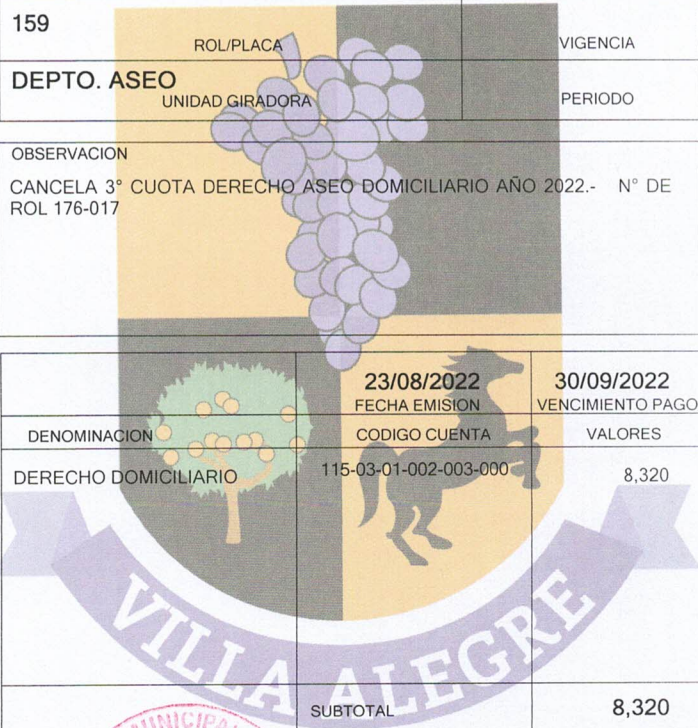 159
ROL/PLACA VIGENCIA
DEPTO. ASEO
UNIDAD GIRADORA PERIODO
OBSERVACION
CANCELA 3° CUOTA DERECHO ASEO DOMICILIARIO AÑO 2022.- N° DE
ROL 176-017
23/08/2022 30/09/2022
FECHA EMISION VENCIMIENTO PAGO
DENOMINACION CODIGO CUENTA VALORES
DERECHO DOMICILIARIO 115-03-01-002-003-000 8,320
VILLA ALEGRE
SUBTOTAL 8,320
MUNICIPAL